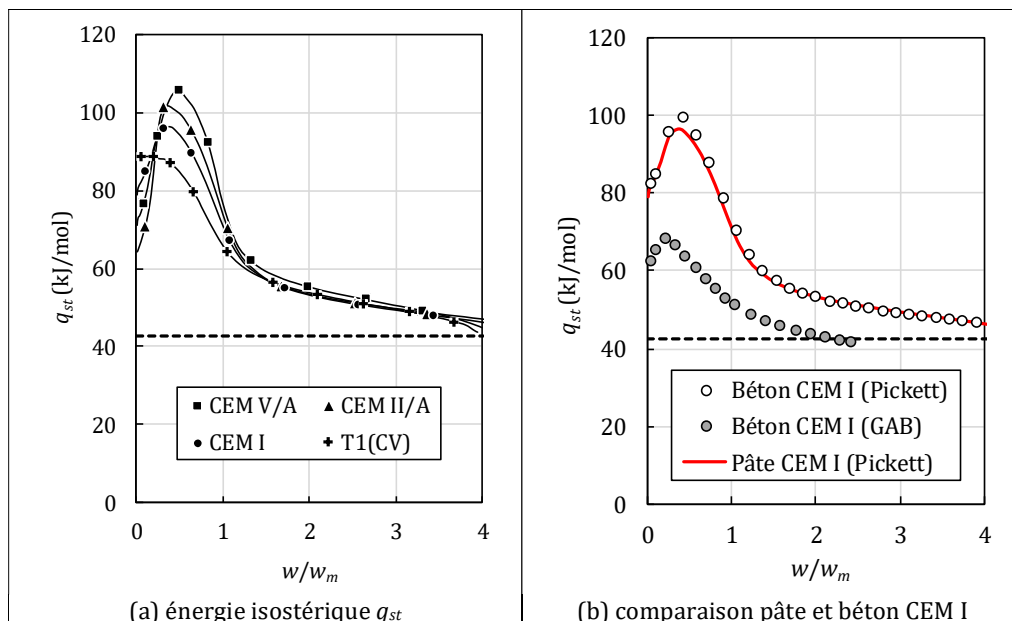 120
100
80
60
40
20
0
q_st (kJ/mol)
CEM V/A
CEM II/A
CEM I
T1(CV)
0 1 2 3 4
w/w_m
(a) énergie isostérique q_st
120
100
80
60
40
20
0
q_st (kJ/mol)
Béton CEM I (Pickett)
Béton CEM I (GAB)
Pâte CEM I (Pickett)
0 1 2 3 4
w/w_m
(b) comparaison pâte et béton CEM I